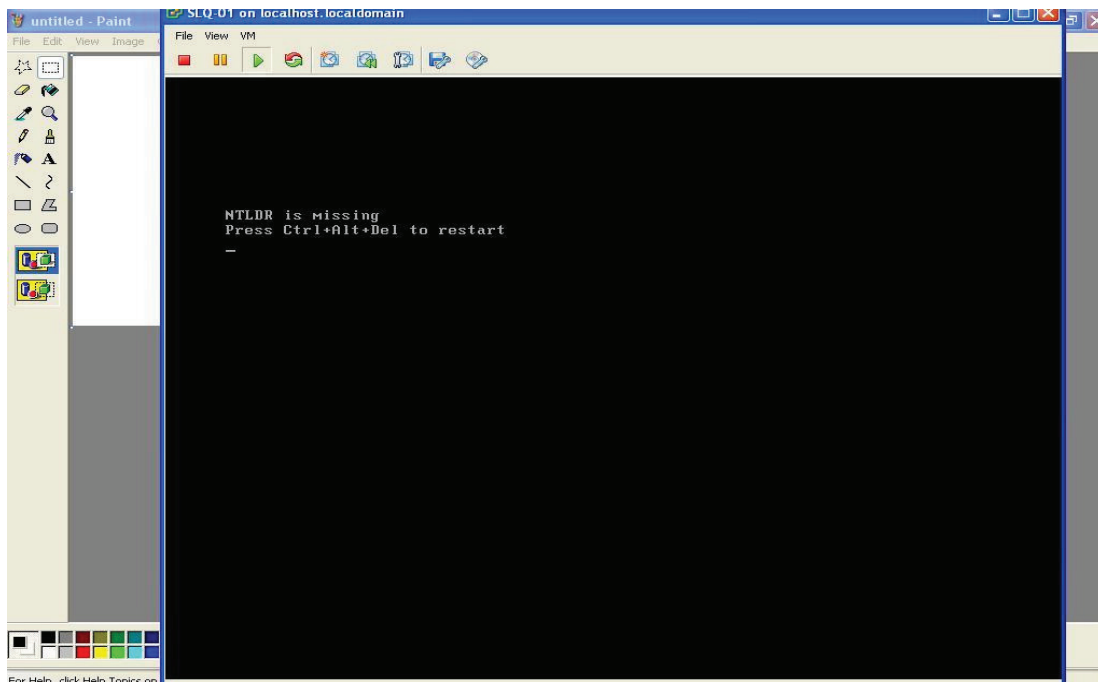 untitled - Paint
File Edit View Image
SLQ-01 on localhost.localdomain
File View VM
A
NTLDR is missing
Press Ctrl+Alt+Del to restart
For Help, click Help Topics on